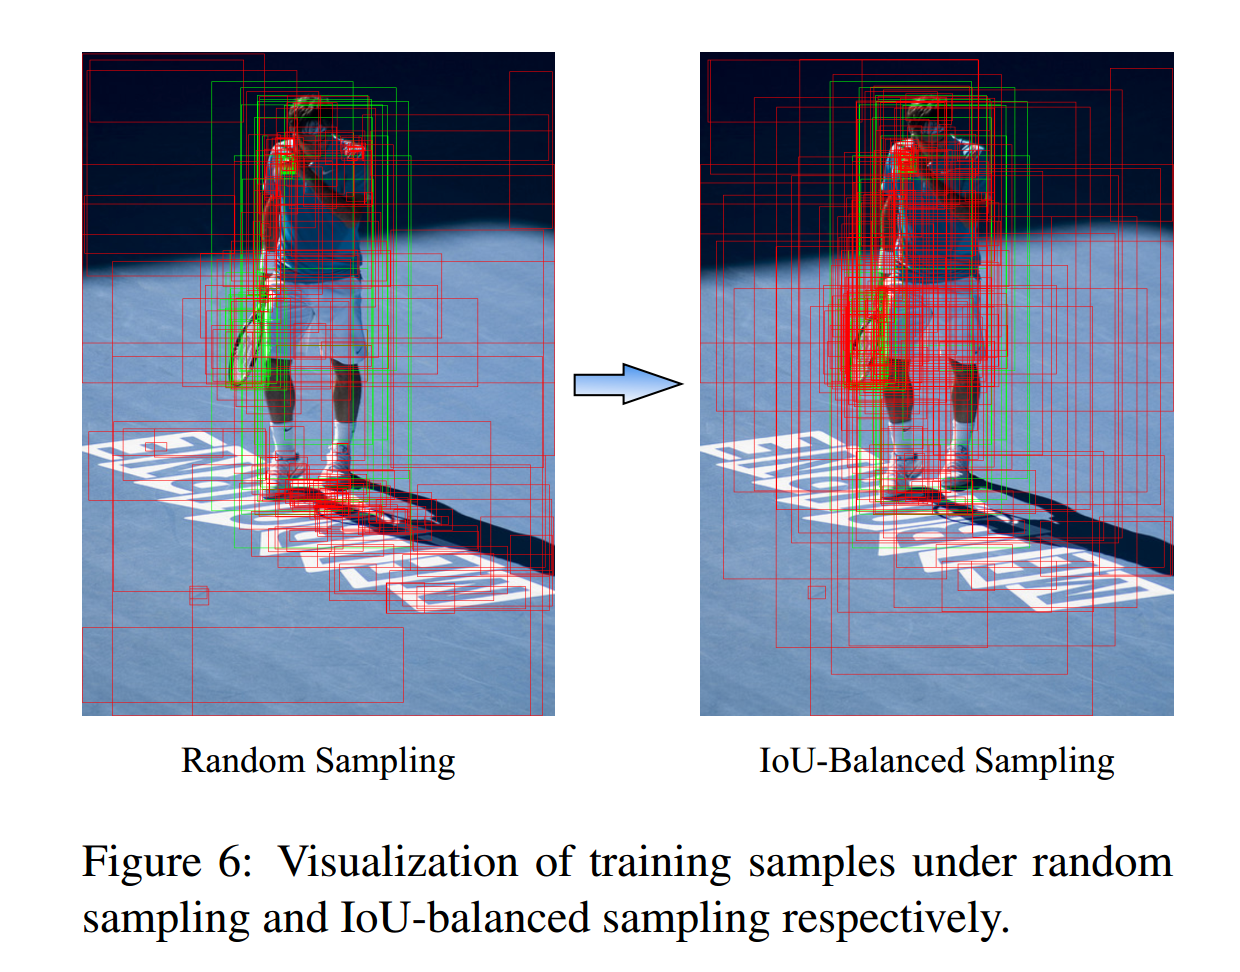 Random Sampling
IoU-Balanced Sampling
Figure 6: Visualization of training samples under random
sampling and IoU-balanced sampling respectively.